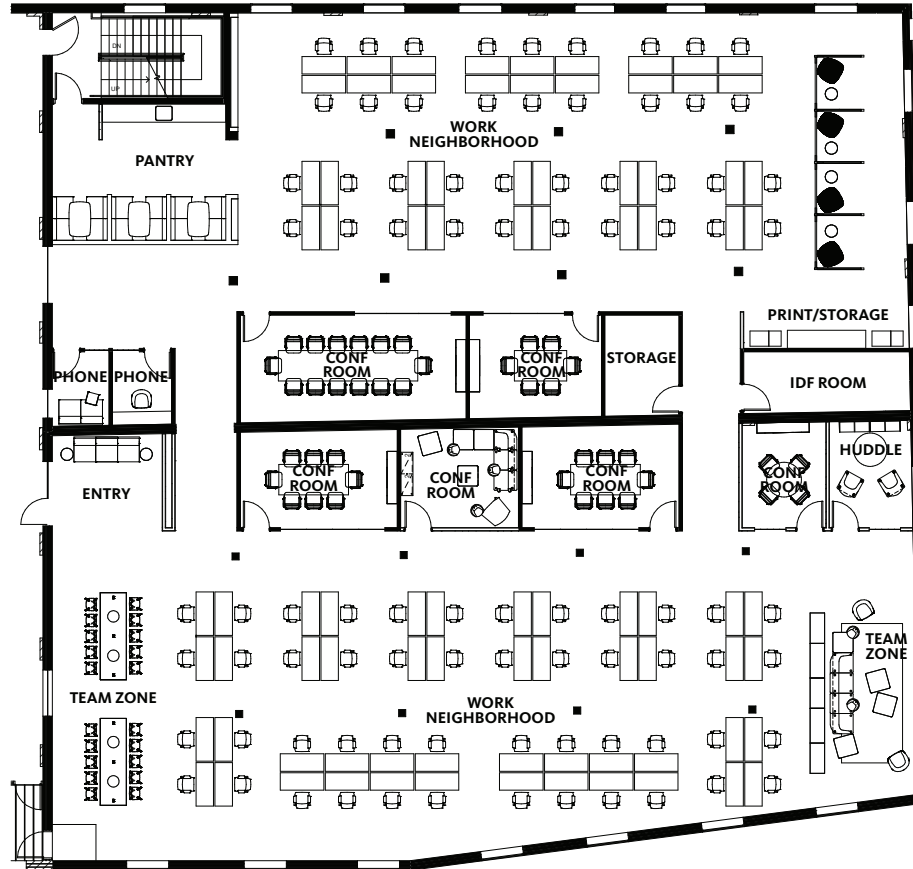 DN
UP
WORK
NEIGHBORHOOD
PANTRY
PRINT/STORAGE
CONF
ROOM
CONF
ROOM
STORAGE
PHONE
PHONE
IDF ROOM
HUDDLE
CONF
ROOM
CONF
ROOM
CONF
ROOM
CONF
ROOM
ENTRY
TEAM
ZONE
TEAM ZONE
WORK
NEIGHBORHOOD